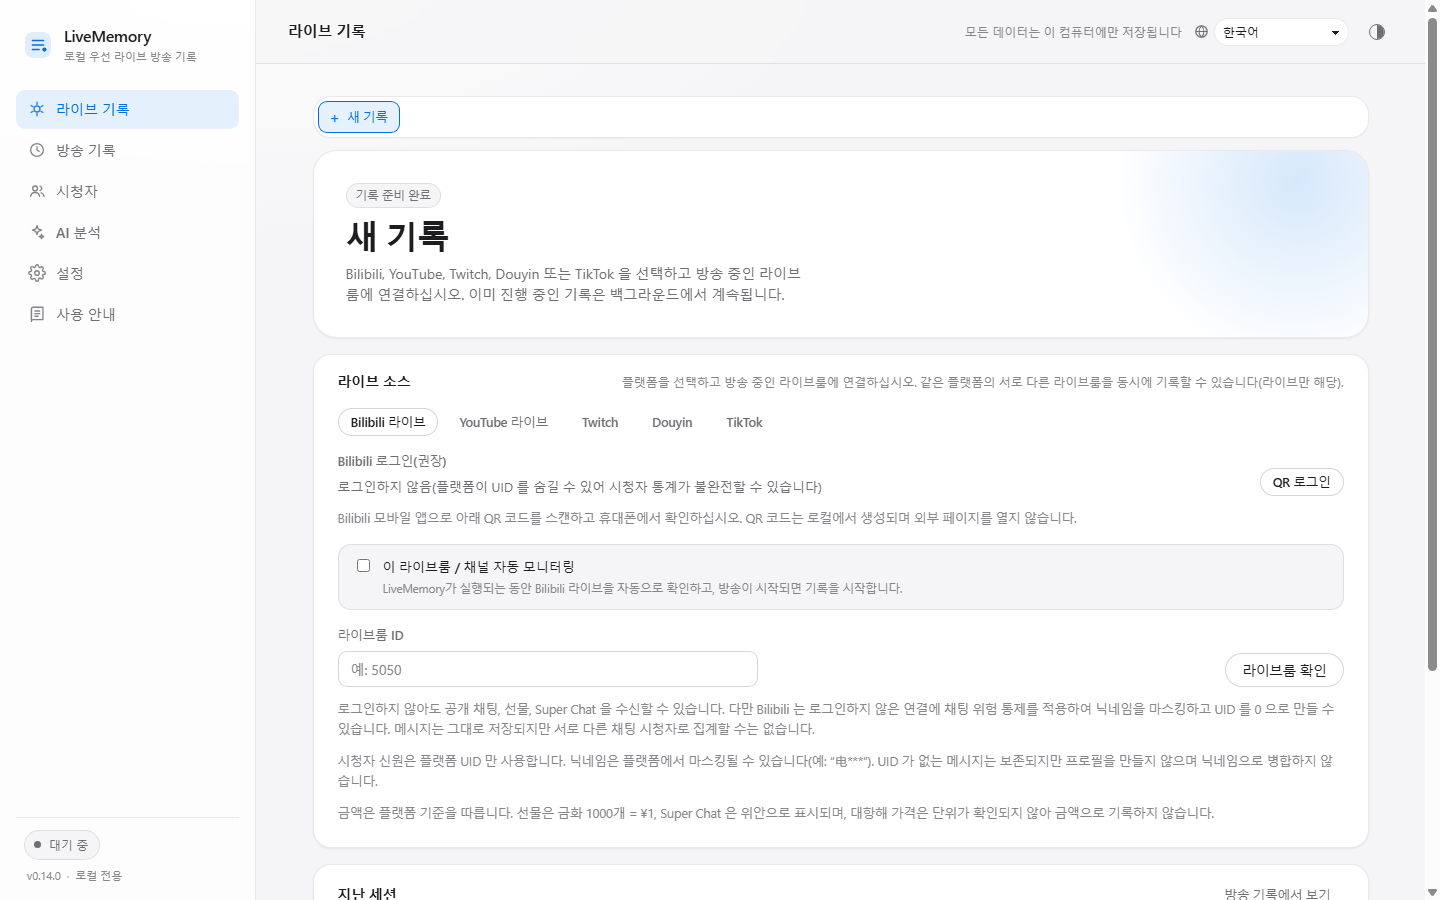 LiveMemory
로컬 우선 라이브 방송 기록
라이브 기록
방송 기록
시청자
AI 분석
설정
사용 안내
대기 중
v0.14.0 · 로컬 전용
라이브 기록
모든 데이터는 이 컴퓨터에만 저장됩니다
한국어
+ 새 기록
기록 준비 완료
새 기록
Bilibili, YouTube, Twitch, Douyin 또는 TikTok 을 선택하고 방송 중인 라이브
룸에 연결하십시오. 이미 진행 중인 기록은 백그라운드에서 계속됩니다.
라이브 소스
플랫폼을 선택하고 방송 중인 라이브룸에 연결하십시오. 같은 플랫폼의 서로 다른 라이브룸을 동시에 기록할 수 있습니다(라이브만 해당).
Bilibili 라이브
YouTube 라이브
Twitch
Douyin
TikTok
Bilibili 로그인(권장)
로그인하지 않음(플랫폼이 UID 를 숨길 수 있어 시청자 통계가 불완전할 수 있습니다)
QR 로그인
Bilibili 모바일 앱으로 아래 QR 코드를 스캔하고 휴대폰에서 확인하십시오. QR 코드는 로컬에서 생성되며 외부 페이지를 열지 않습니다.
이 라이브룸 / 채널 자동 모니터링
LiveMemory가 실행되는 동안 Bilibili 라이브을 자동으로 확인하고, 방송이 시작되면 기록을 시작합니다.
라이브룸 ID
예: 5050
라이브룸 확인
로그인하지 않아도 공개 채팅, 선물, Super Chat 을 수신할 수 있습니다. 다만 Bilibili 는 로그인하지 않은 연결에 채팅 위험 통제를 적용하여 닉네임을 마스킹하고 UID 를 0 으로 만들 수
있습니다. 메시지는 그대로 저장되지만 서로 다른 채팅 시청자로 집계할 수는 없습니다.
시청자 신원은 플랫폼 UID 만 사용합니다. 닉네임은 플랫폼에서 마스킹될 수 있습니다(예: “电***”). UID 가 없는 메시지는 보존되지만 프로필을 만들지 않으며 닉네임으로 병합하지 않
습니다.
금액은 플랫폼 기준을 따릅니다. 선물은 금화 1000개 = ¥1, Super Chat 은 위안으로 표시되며, 대항해 가격은 단위가 확인되지 않아 금액으로 기록하지 않습니다.
지난 세션
방송 기록에서 보기